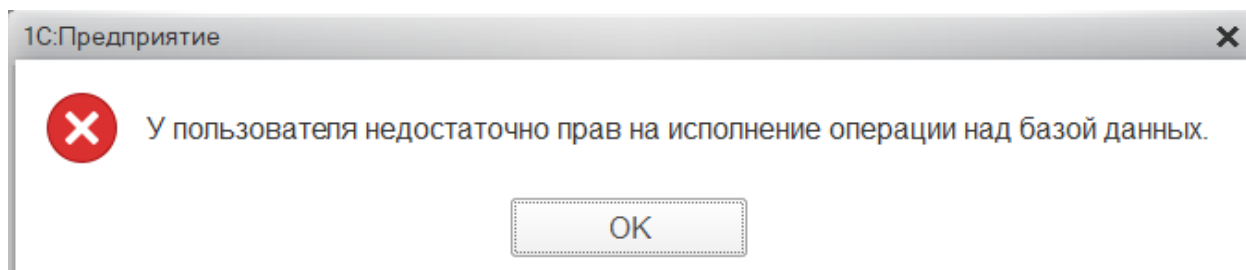 1С:Предприятие
У пользователя недостаточно прав на исполнение операции над базой данных.
OK